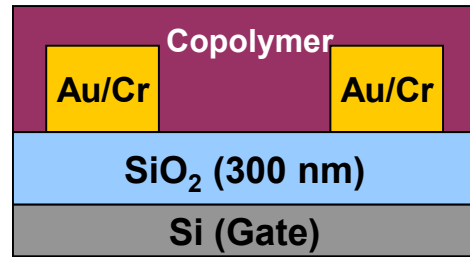 Copolymer
Au/Cr Au/Cr
SiO₂ (300 nm)
Si (Gate)